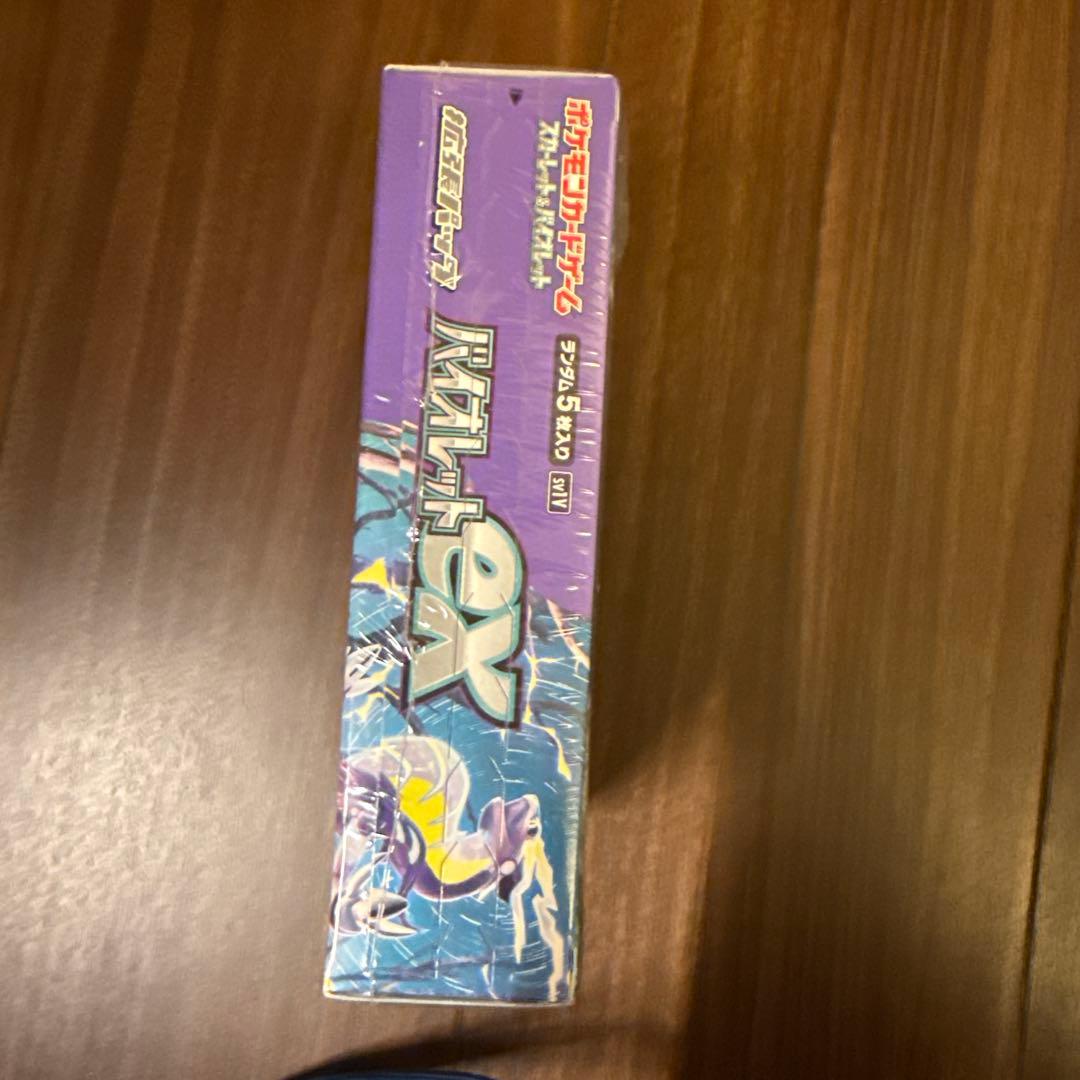 ポケモンカードゲーム
スカーレット&バイオレット
ランダム5枚入り
SV1V
拡張パック
バイオレットex